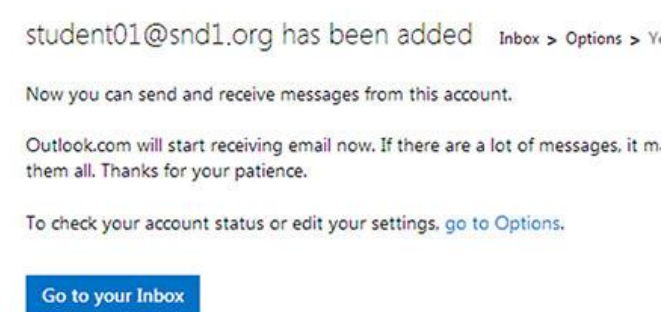 student01@snd1.org has been added Inbox > Options >
Now you can send and receive messages from this account.
Outlook.com will start receiving email now. If there are a lot of messages, it
them all. Thanks for your patience.
To check your account status or edit your settings, go to Options.
Go to your Inbox